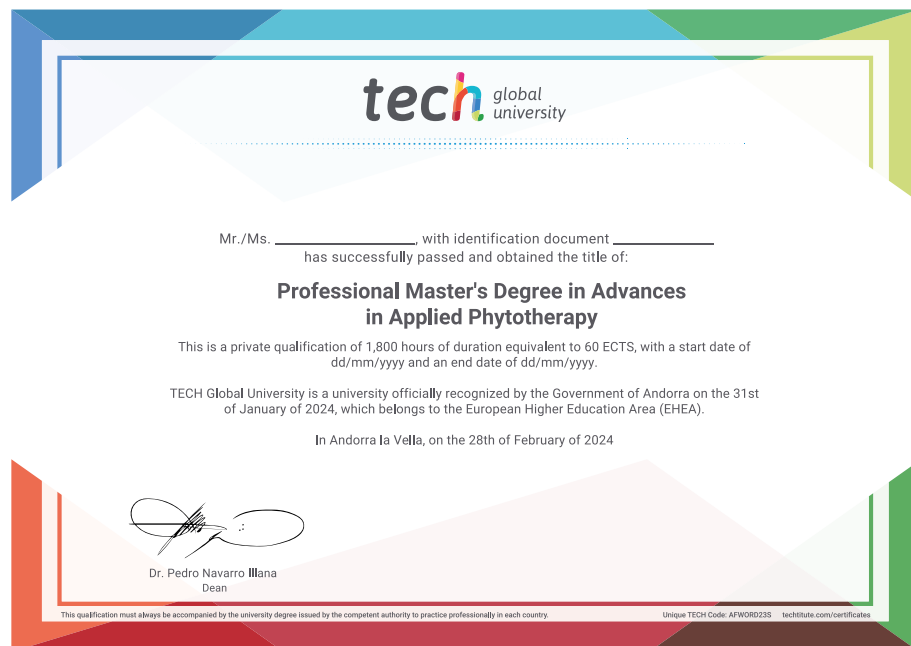 tech global university
Mr./Ms. ________________, with identification document ____________
has successfully passed and obtained the title of:
Professional Master's Degree in Advances
in Applied Phytotherapy
This is a private qualification of 1,800 hours of duration equivalent to 60 ECTS, with a start date of
dd/mm/yyyy and an end date of dd/mm/yyyy.
TECH Global University is a university officially recognized by the Government of Andorra on the 31st
of January of 2024, which belongs to the European Higher Education Area (EHEA).
In Andorra la Vella, on the 28th of February of 2024
Dr. Pedro Navarro Illana
Dean
This qualification must always be accompanied by the university degree issued by the competent authority to practice professionally in each country.
Unique TECH Code: AFWORD23S techtitute.com/certificates